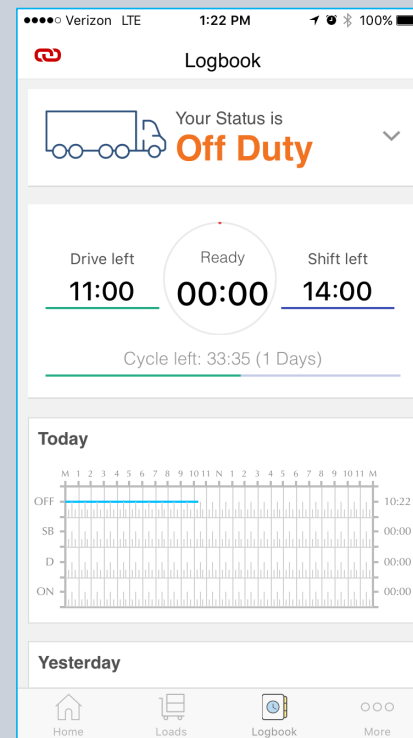 Verizon LTE 1:22 PM 100%
Logbook
Your Status is
Off Duty
Drive left Ready Shift left
11:00 00:00 14:00
Cycle left: 33:35 (1 Days)
Today
M 1 2 3 4 5 6 7 8 9 10 11 N 1 2 3 4 5 6 7 8 9 10 11 M
OFF 10:22
SB 00:00
D 00:00
ON 00:00
Yesterday
Home Loads Logbook More